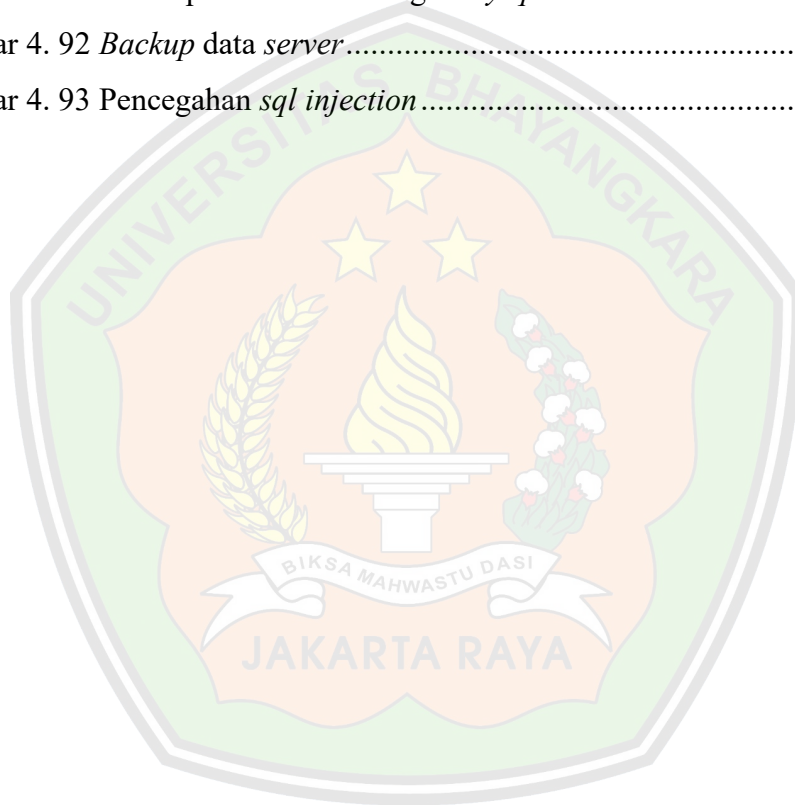 ar 4. 92 Backup data server.......................................................................
ar 4. 93 Pencegahan sql injection.......................................................
UNIVERSITAS BHAYANGKARA
BIKSA MAHWASTU DASI
JAKARTA RAYA